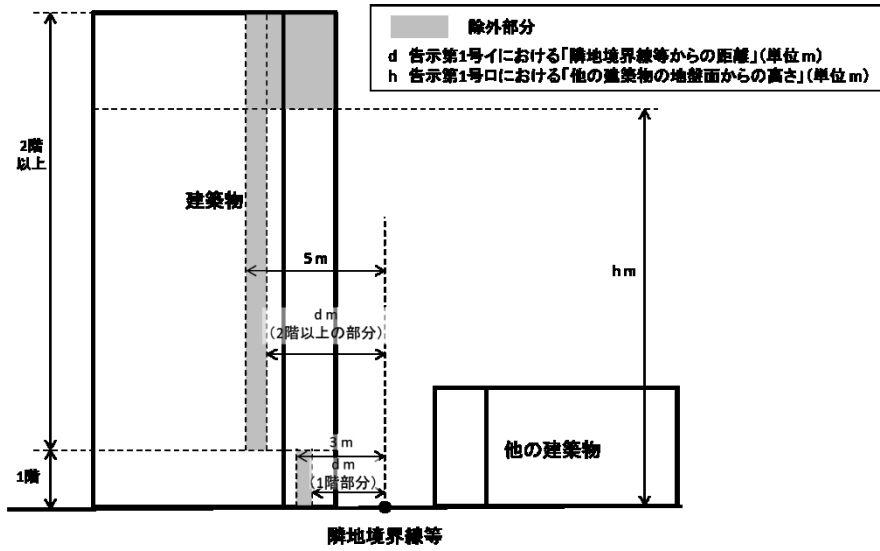 除外部分
d 告示第1号イにおける「隣地境界線等からの距離」(単位m)
h 告示第1号ロにおける「他の建築物の地盤面からの高さ」(単位m)
2階
以上
建築物
5m
hm
dm
(2階以上の部分)
3m
dm
(1階部分)
1階
他の建築物
隣地境界線等